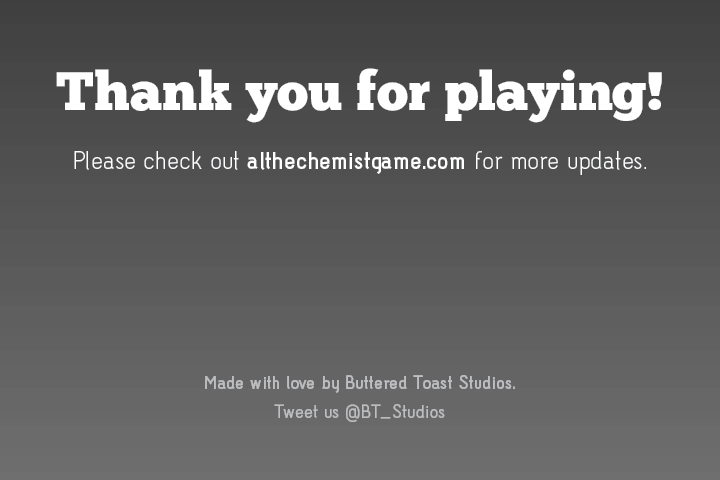 Thank you for playing!
Please check out althechemistgame.com for more updates.
Made with love by Buttered Toast Studios.
Tweet us @BT_Studios